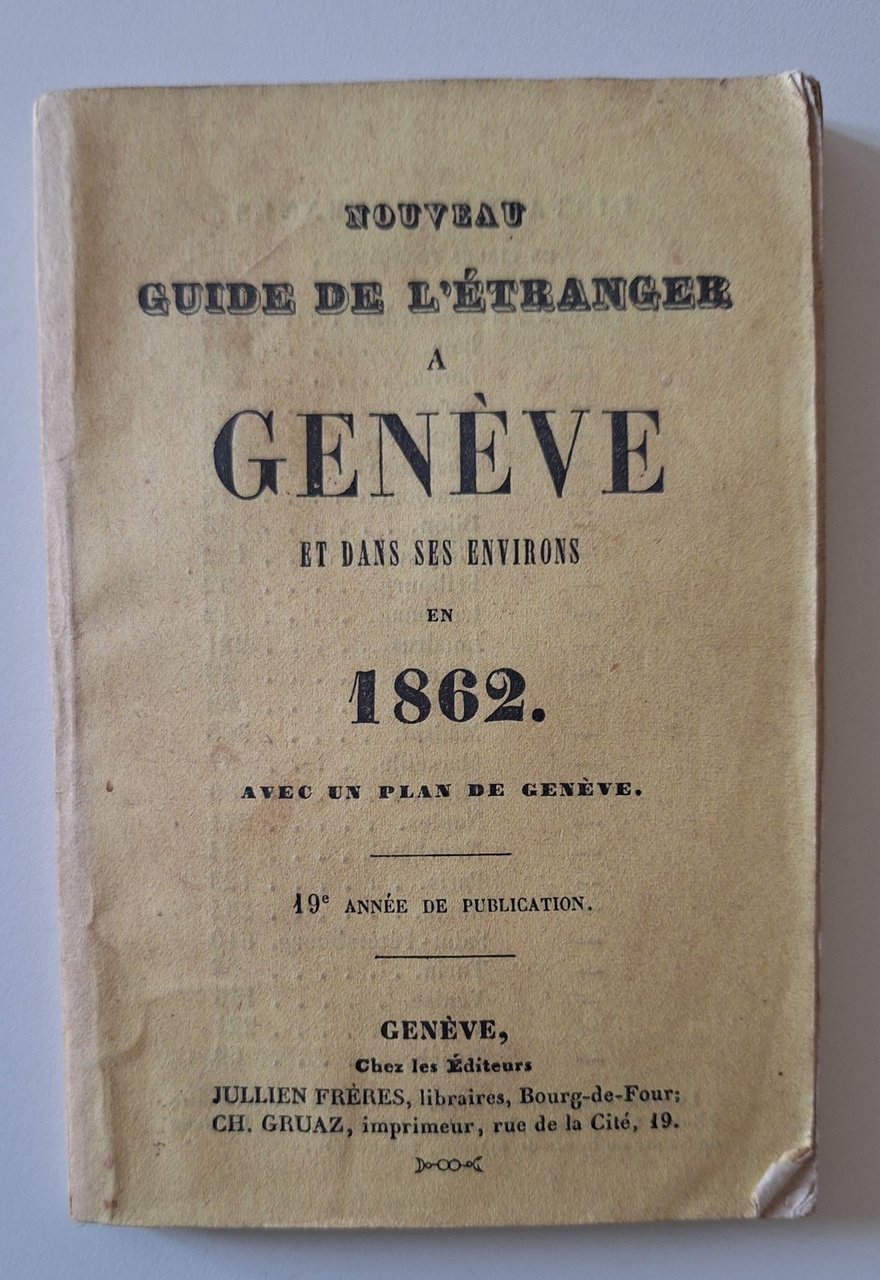 NOUVEAU
GUIDE DE L'ÉTRANGER
A
GENÈVE
ET DANS SES ENVIRONS
EN
1862.
AVEC UN PLAN DE GENÈVE.
19e ANNÉE DE PUBLICATION.
GENÈVE,
Chez les Éditeurs
JULLIEN FRÈRES, libraires, Bourg-de-Four;
CH. GRUAZ, imprimeur, rue de la Cité, 19.